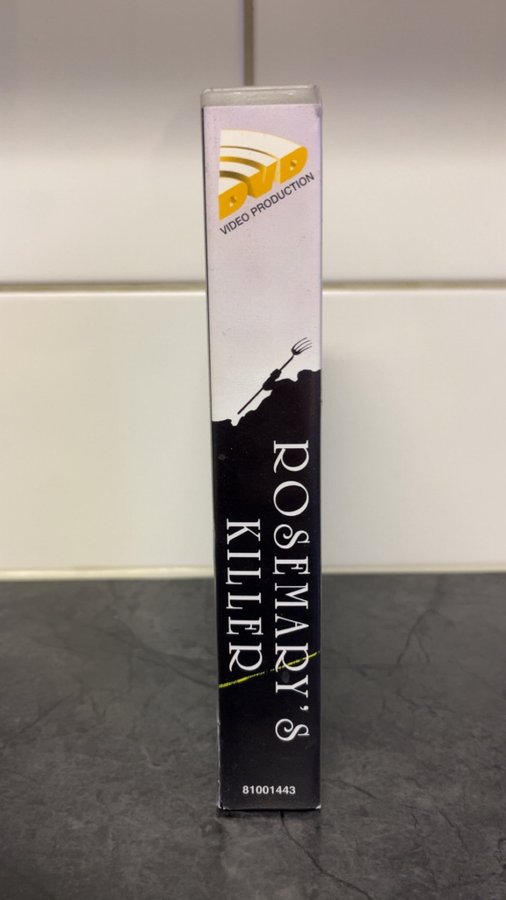 DVD
VIDEO PRODUCTION
ROSEMARY'S
KILLER
81001443